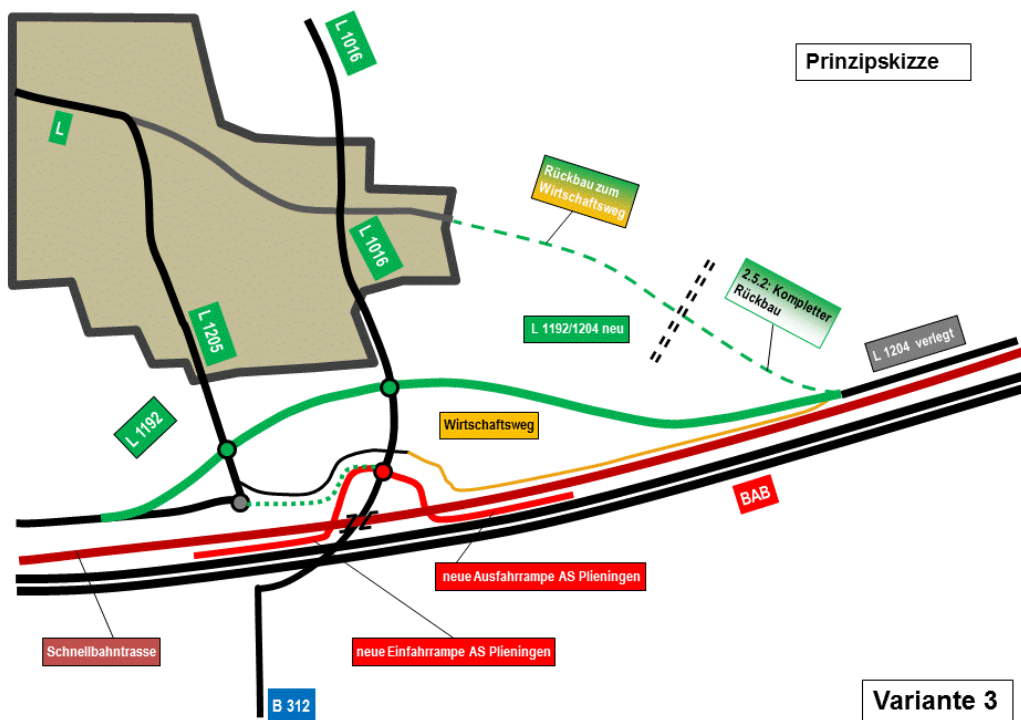 L 1016
Prinzipskizze
L
Rückbau zum
Wirtschaftsweg
L 1016
2.5.2: Kompletter
Rückbau
L 1205
L 1192/1204 neu
L 1204 verlegt
L 1192
Wirtschaftsweg
BAB
neue Ausfahrrampe AS Plieningen
Schnellbahntrasse
neue Einfahrrampe AS Plieningen
B 312
Variante 3